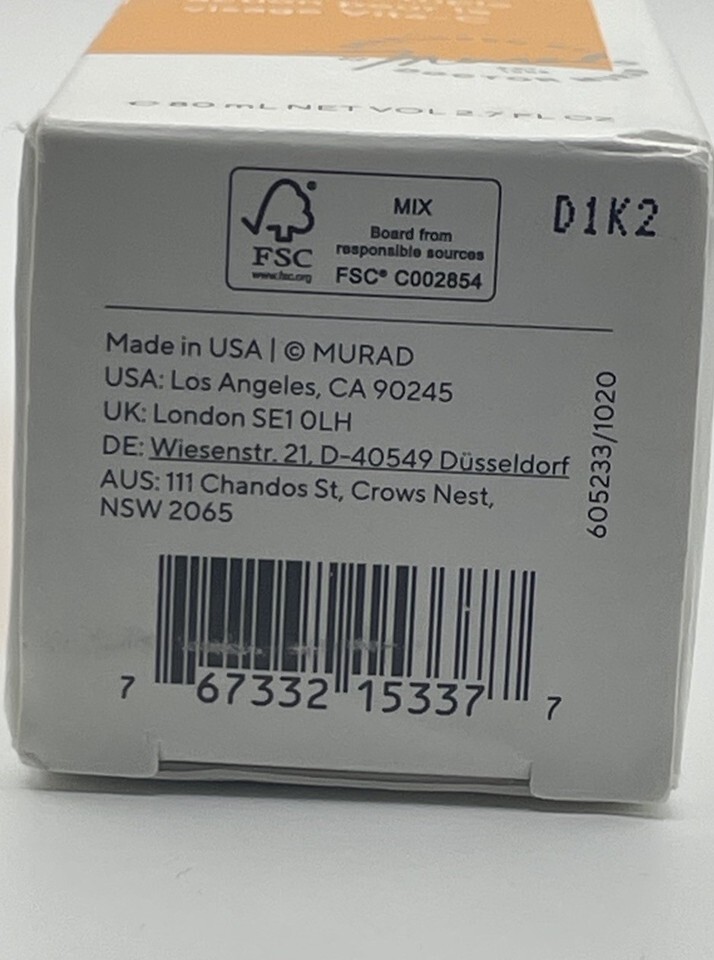 visage Vita-C
e 80 mL NET VOL 2.7 FL OZ
FSC
www.fsc.org
MIX
Board from
responsible sources
FSC® C002854
D1K2
Made in USA | © MURAD
USA: Los Angeles, CA 90245
UK: London SE1 0LH
DE: Wiesenstr. 21, D-40549 Düsseldorf
AUS: 111 Chandos St, Crows Nest,
NSW 2065
605233/1020
7 67332 15337 7